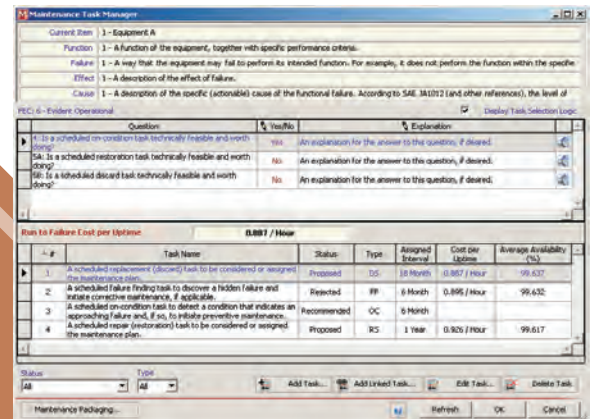 Maintenance Task Manager
Current Item 1 - Equipment A
Function 1 - A function of the equipment, together with specific performance criteria.
Failure 1 - A way that the equipment may fail to perform its intended function. For example, it does not perform the function within the specifie
Effect 1 - A description of the effect of failure.
Cause 1 - A description of the specific (actionable) cause of the functional failure. According to SAE JA1012 (and other references), the level of
FEC: 6 - Evident Operational Display Task Selection Logic
Question Yes/No Explanation
4: Is a scheduled on-condition task technically feasible and worth doing? Yes An explanation for the answer to this question, if desired.
5A: Is a scheduled restoration task technically feasible and worth doing? No An explanation for the answer to this question, if desired.
5B: Is a scheduled discard task technically feasible and worth doing? No An explanation for the answer to this question, if desired.
Run to Failure Cost per Uptime 0.887 / Hour
# Task Name Status Type Assigned Interval Cost per Uptime Average Availability (%)
1 A scheduled replacement (discard) task to be considered or assigned the maintenance plan. Proposed DS 18 Month 0.867 / Hour 99.637
2 A scheduled failure finding task to discover a hidden failure and initiate corrective maintenance, if applicable. Rejected FF 6 Month 0.895 / Hour 99.632
3 A scheduled on-condition task to detect a condition that indicates an approaching failure and, if so, to initiate preventive maintenance. Recommended OC 6 Month
4 A scheduled repair (restoration) task to be considered or assigned the maintenance plan. Proposed RS 1 Year 0.926 / Hour 99.617
Status Type
All All Add Task... Add Linked Task... Edit Task... Delete Task
Maintenance Packaging... Refresh OK Cancel